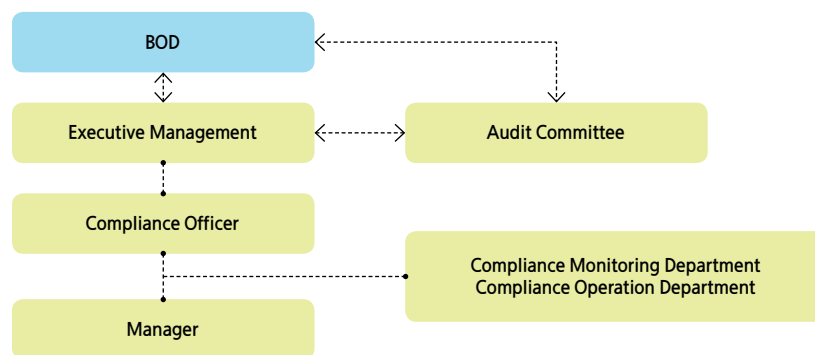 BOD
Executive Management
Audit Committee
Compliance Officer
Compliance Monitoring Department
Compliance Operation Department
Manager